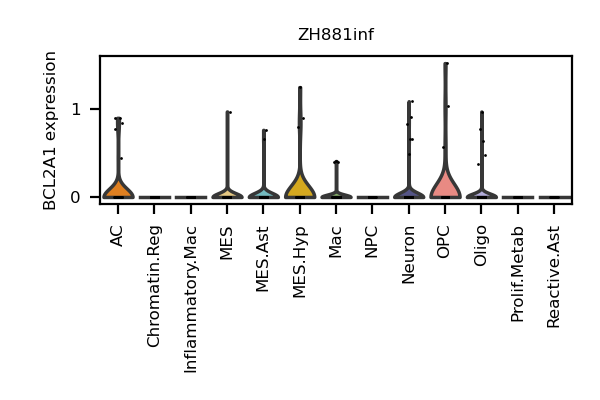 ZH881inf
BCL2A1 expression
1
0
AC
Chromatin.Reg
Inflammatory.Mac
MES
MES.Ast
MES.Hyp
Mac
NPC
Neuron
OPC
Oligo
Prolif.Metab
Reactive.Ast